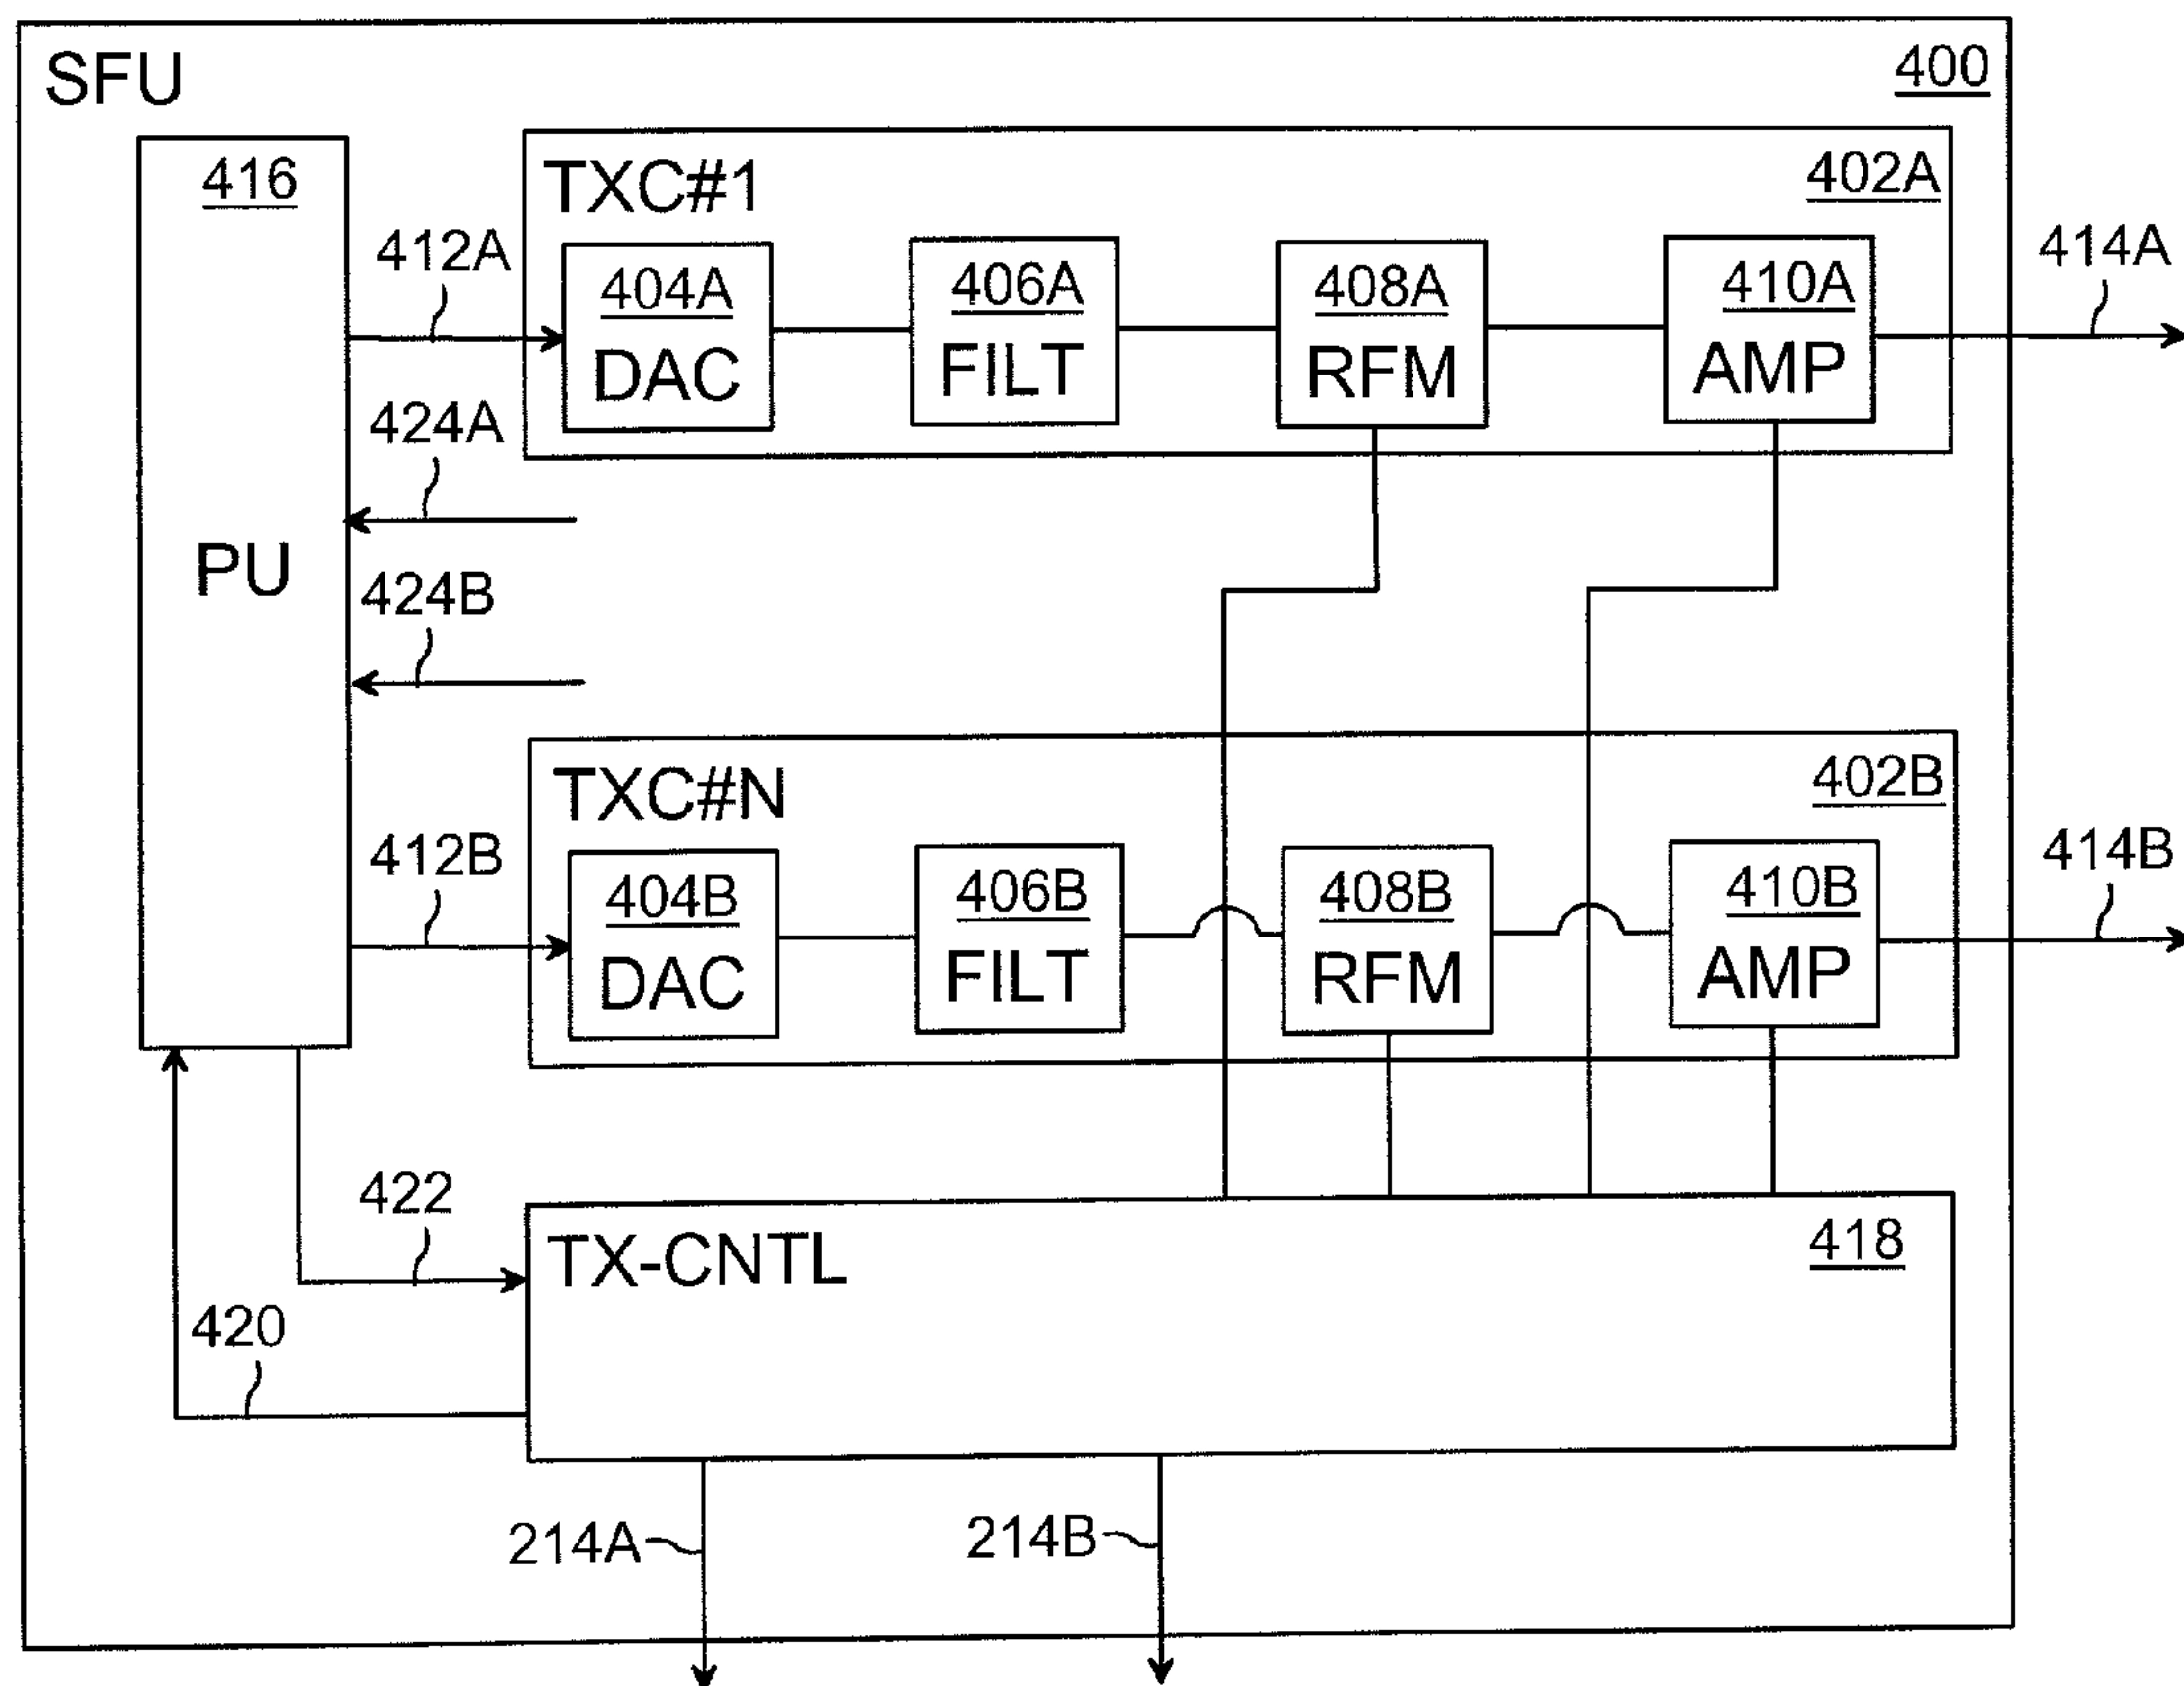 SFU
400
416
PU
412A
424A
424B
412B
TXC#1
402A
404A
DAC
406A
FILT
408A
RFM
410A
AMP
414A
TXC#N
402B
404B
DAC
406B
FILT
408B
RFM
410B
AMP
414B
422
420
TX-CNTL
418
214A
214B